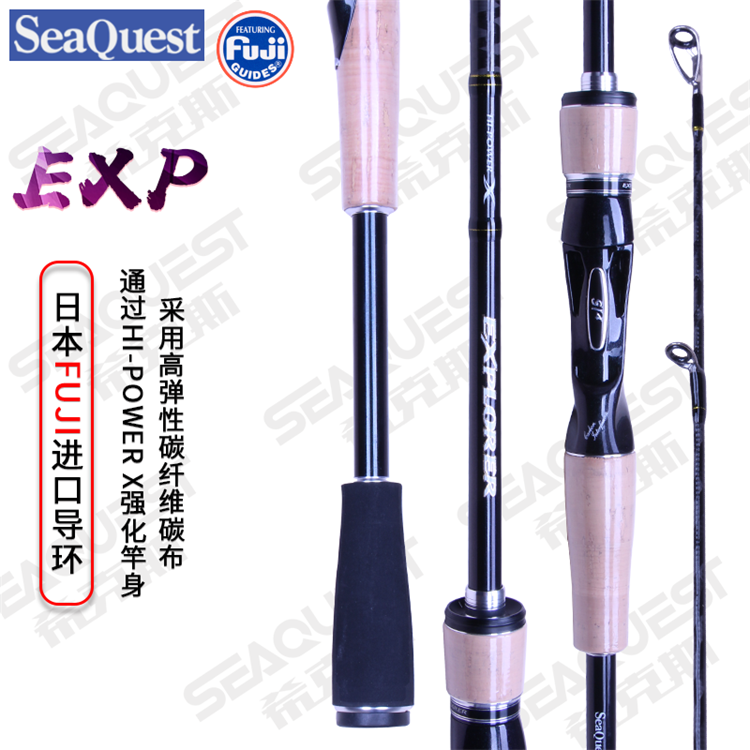 SeaQuest
FEATURING
Fuji
GUIDES®
EXP
采用高弹性碳纤维碳布
通过HI-POWER X强化竿身
日本FUJI进口导环
HI-POWER X
EXPLORER
SeaQuest
SEAQUEST
希克斯